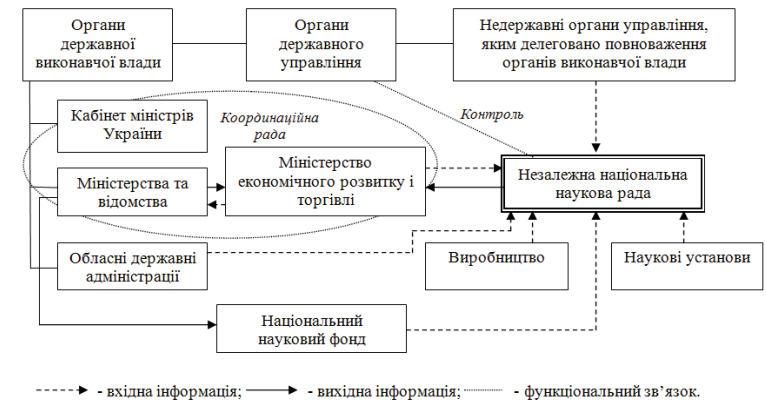 Органи
державної
виконавчої влади
Органи
державного
управління
Недержавні органи управління,
яким делеговано повноваження
органів виконавчої влади
Кабінет міністрів
України
Координаційна
рада
Контроль
Міністерства та
відомства
Міністерство
економічного розвитку і
торгівлі
Незалежна національна
наукова рада
Обласні державні
адміністрації
Виробництво
Наукові установи
Національний
науковий фонд
- вхідна інформація; - вихідна інформація; - функціональний зв’язок.